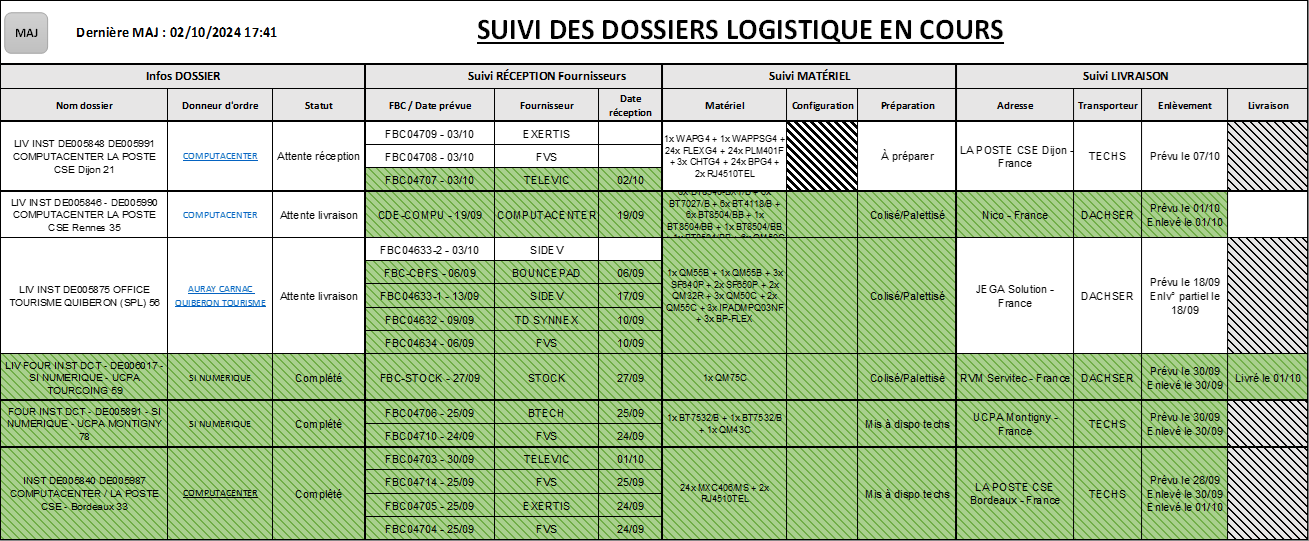 MAJ
Dernière MAJ : 02/10/2024 17:41
SUIVI DES DOSSIERS LOGISTIQUE EN COURS
Infos DOSSIER
Suivi RÉCEPTION Fournisseurs
Suivi MATÉRIEL
Suivi LIVRAISON
Nom dossier
Donneur d'ordre
Statut
FBC / Date prévue
Fournisseur
Date
réception
Matériel
Configuration
Préparation
Adresse
Transporteur
Enlèvement
Livraison
LIV INST DE005848 DE005991
COMPUTACENTER LA POSTE
CSE Dijon 21
COMPUTACENTER
Attente réception
FBC04709 - 03/10
EXERTIS
FBC04708 - 03/10
FVS
FBC04707 - 03/10
TELEVIC
02/10
1x WAPG4 + 1x WAPPSG4 +
24x FLEXG4 + 24x PLM401F
+ 3x CHTG4 + 24x BPG4 +
2x RJ4510TEL
À préparer
LA POSTE CSE Dijon -
France
TECHS
Prévu le 07/10
LIV INST DE005846 - DE005990
COMPUTACENTER LA POSTE
CSE Rennes 35
COMPUTACENTER
Attente livraison
CDE-COMPU - 19/09
COMPUTACENTER
19/09
BT7027/B + 6x BT4118/B +
6x BT8504/BB + 1x
BT8504/BB + 1x BT8504/BB
Colisé/Palettisé
Nico - France
DACHSER
Prévu le 01/10
Enlevé le 01/10
LIV INST DE005875 OFFICE
TOURISME QUIBERON (SPL) 56
AURAY CARNAC
QUIBERON TOURISME
Attente livraison
FBC04633-2 - 03/10
SIDEV
FBC-CBFS - 06/09
BOUNCEPAD
06/09
FBC04633-1 - 13/09
SIDEV
17/09
FBC04632 - 09/09
TD SYNNEX
10/09
FBC04634 - 06/09
FVS
10/09
1x QM55B + 1x QM55B + 3x
SF640P + 2x SF650P + 2x
QM32R + 3x QM50C + 2x
QM55C + 3x IPADMPQ03NF
+ 3x BP-FLEX
Colisé/Palettisé
JEGA Solution -
France
DACHSER
Prévu le 18/09
Enlv° partiel le
18/09
LIV FOUR INST DCT - DE006017 -
SI NUMERIQUE - UCPA
TOURCOING 59
SI NUMERIQUE
Complété
FBC-STOCK - 27/09
STOCK
27/09
1x QM75C
Colisé/Palettisé
RVM Servitec - France
DACHSER
Prévu le 30/09
Enlevé le 30/09
Livré le 01/10
FOUR INST DCT - DE005891 - SI
NUMERIQUE - UCPA MONTIGNY
78
SI NUMERIQUE
Complété
FBC04706 - 25/09
BTECH
25/09
FBC04710 - 24/09
FVS
24/09
1x BT7532/B + 1x BT7532/B
+ 1x QM43C
Mis à dispo techs
UCPA Montigny -
France
TECHS
Prévu le 30/09
Enlevé le 30/09
INST DE005840 DE005987
COMPUTACENTER / LA POSTE
CSE - Bordeaux 33
COMPUTACENTER
Complété
FBC04703 - 30/09
TELEVIC
01/10
FBC04714 - 25/09
FVS
25/09
FBC04705 - 25/09
EXERTIS
24/09
FBC04704 - 25/09
FVS
24/09
24x MXC406/MS + 2x
RJ4510TEL
Mis à dispo techs
LA POSTE CSE
Bordeaux - France
TECHS
Prévu le 28/09
Enlevé le 30/09
Enlevé le 01/10